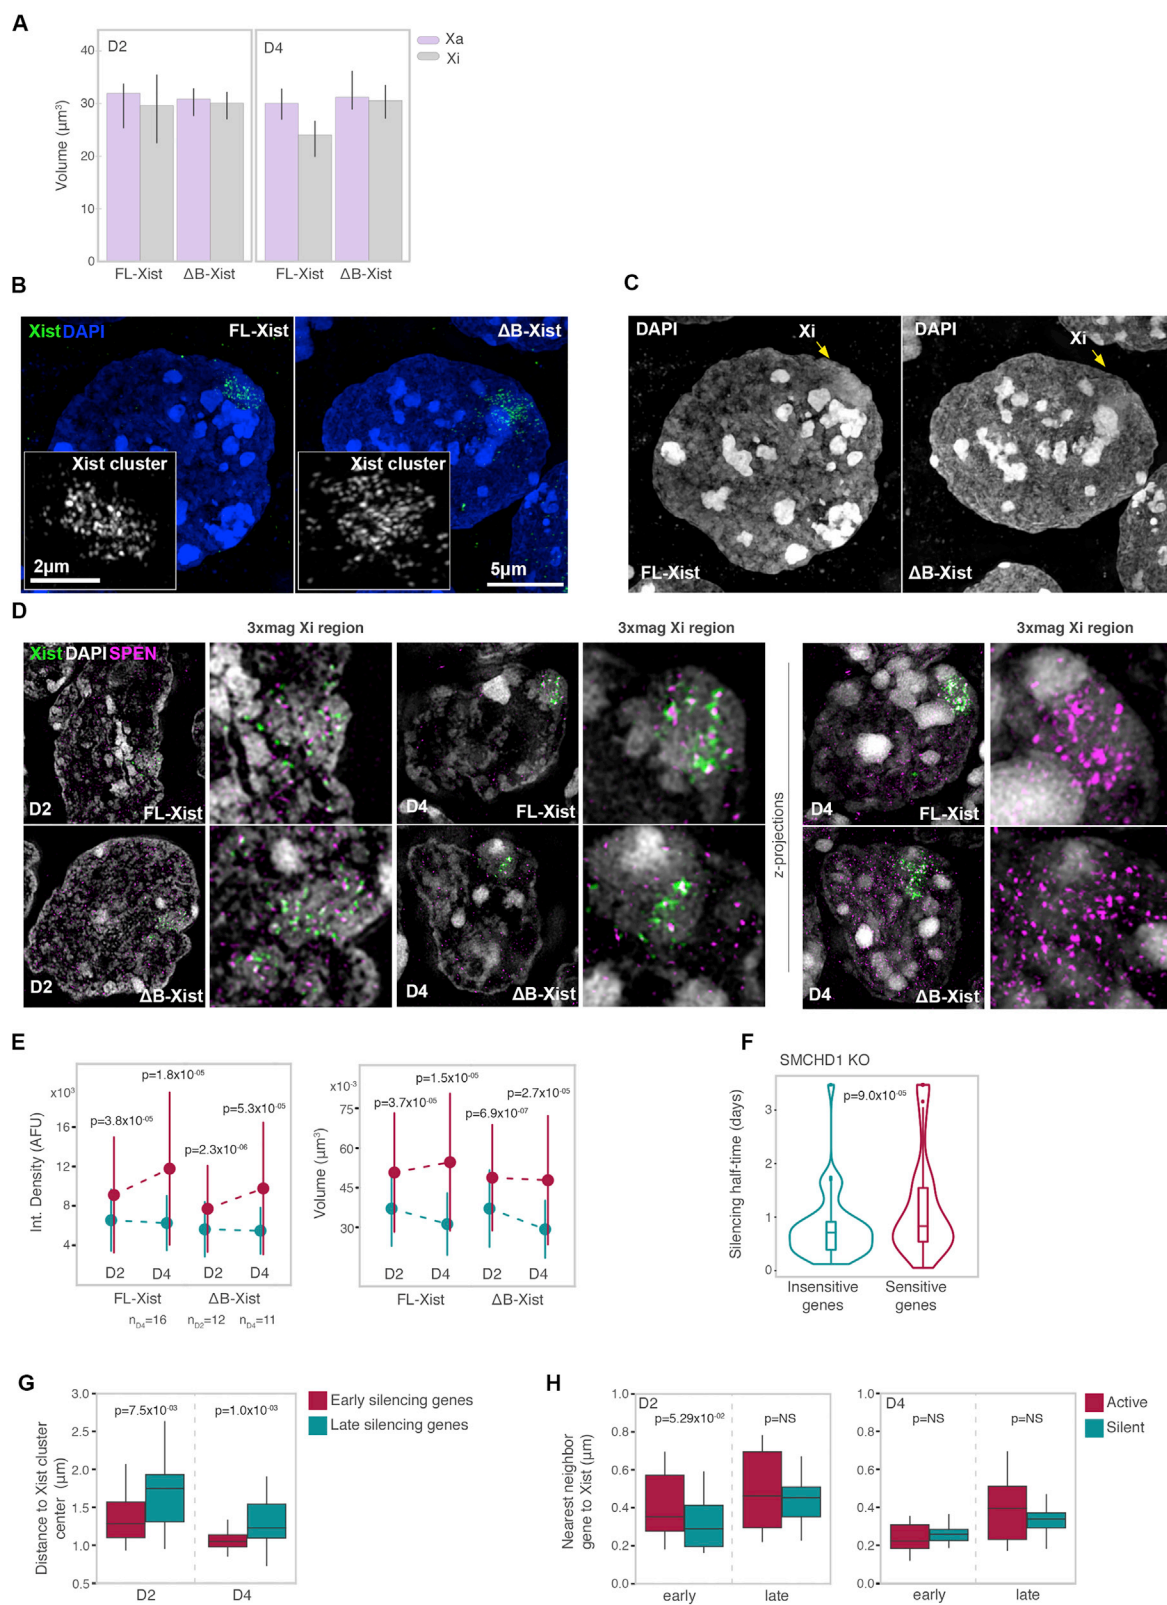 A
D2
D4
Xa
Xi
Volume (µm³)
40
30
20
10
0
FL-Xist
ΔB-Xist
FL-Xist
ΔB-Xist
B
XistDAPI
FL-Xist
ΔB-Xist
Xist cluster
Xist cluster
2µm
5µm
C
DAPI
Xi
DAPI
Xi
FL-Xist
ΔB-Xist
D
3xmag Xi region
3xmag Xi region
3xmag Xi region
XistDAPISPEN
D2
FL-Xist
D4
FL-Xist
D4
FL-Xist
z-projections
D2
ΔB-Xist
D4
ΔB-Xist
D4
ΔB-Xist
E
x10³
p=1.8x10⁻⁰⁵
p=3.8x10⁻⁰⁵
p=5.3x10⁻⁰⁵
p=2.3x10⁻⁰⁶
Int. Density (AFU)
16
12
8
4
D2
D4
D2
D4
FL-Xist
ΔB-Xist
n_D4=16
n_D2=12
n_D4=11
x10⁻³
p=1.5x10⁻⁰⁵
p=3.7x10⁻⁰⁵
p=2.7x10⁻⁰⁵
p=6.9x10⁻⁰⁷
Volume (µm³)
75
60
45
30
D2
D4
D2
D4
FL-Xist
ΔB-Xist
F
SMCHD1 KO
p=9.0x10⁻⁰⁵
Silencing half-time (days)
3
2
1
0
Insensitive
genes
Sensitive
genes
G
Early silencing genes
Late silencing genes
p=7.5x10⁻⁰³
p=1.0x10⁻⁰³
Distance to Xist cluster
center (µm)
3.0
2.5
2.0
1.5
1.0
0.5
D2
D4
H
D2
p=5.29x10⁻⁰²
p=NS
Nearest neighbor
gene to Xist (µm)
1.0
0.8
0.6
0.4
0.2
0.0
early
late
D4
p=NS
p=NS
1.0
0.8
0.6
0.4
0.2
0.0
early
late
Active
Silent